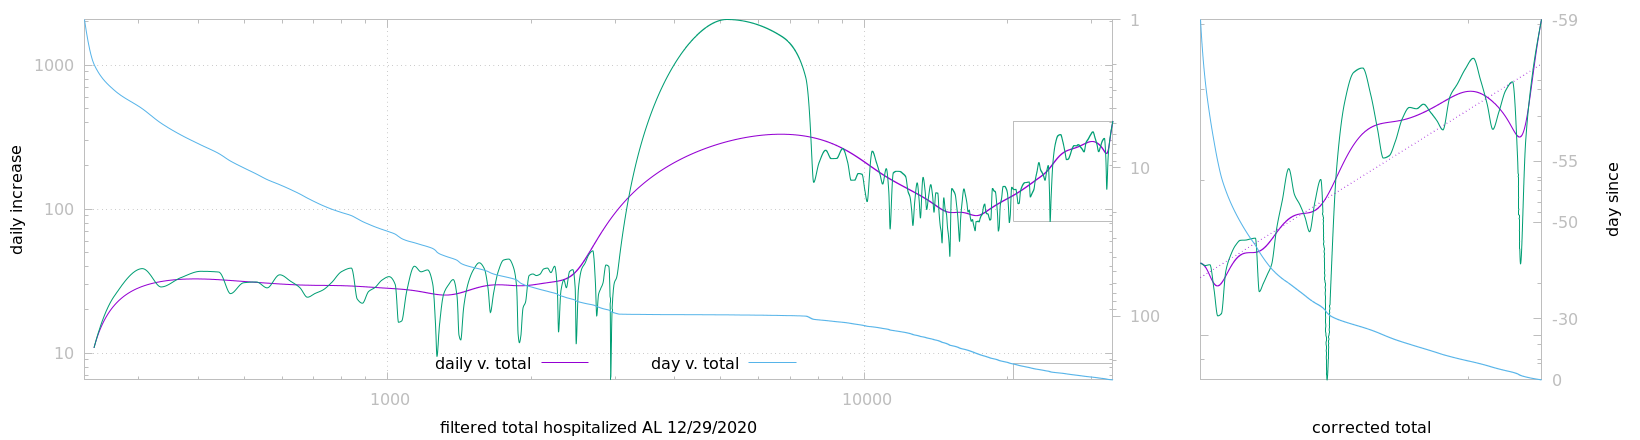 1000
100
10
daily increase
1000
10000
filtered total hospitalized AL 12/29/2020
daily v. total
day v. total
1
10
100
-59
-55
-50
-30
0
day since
corrected total